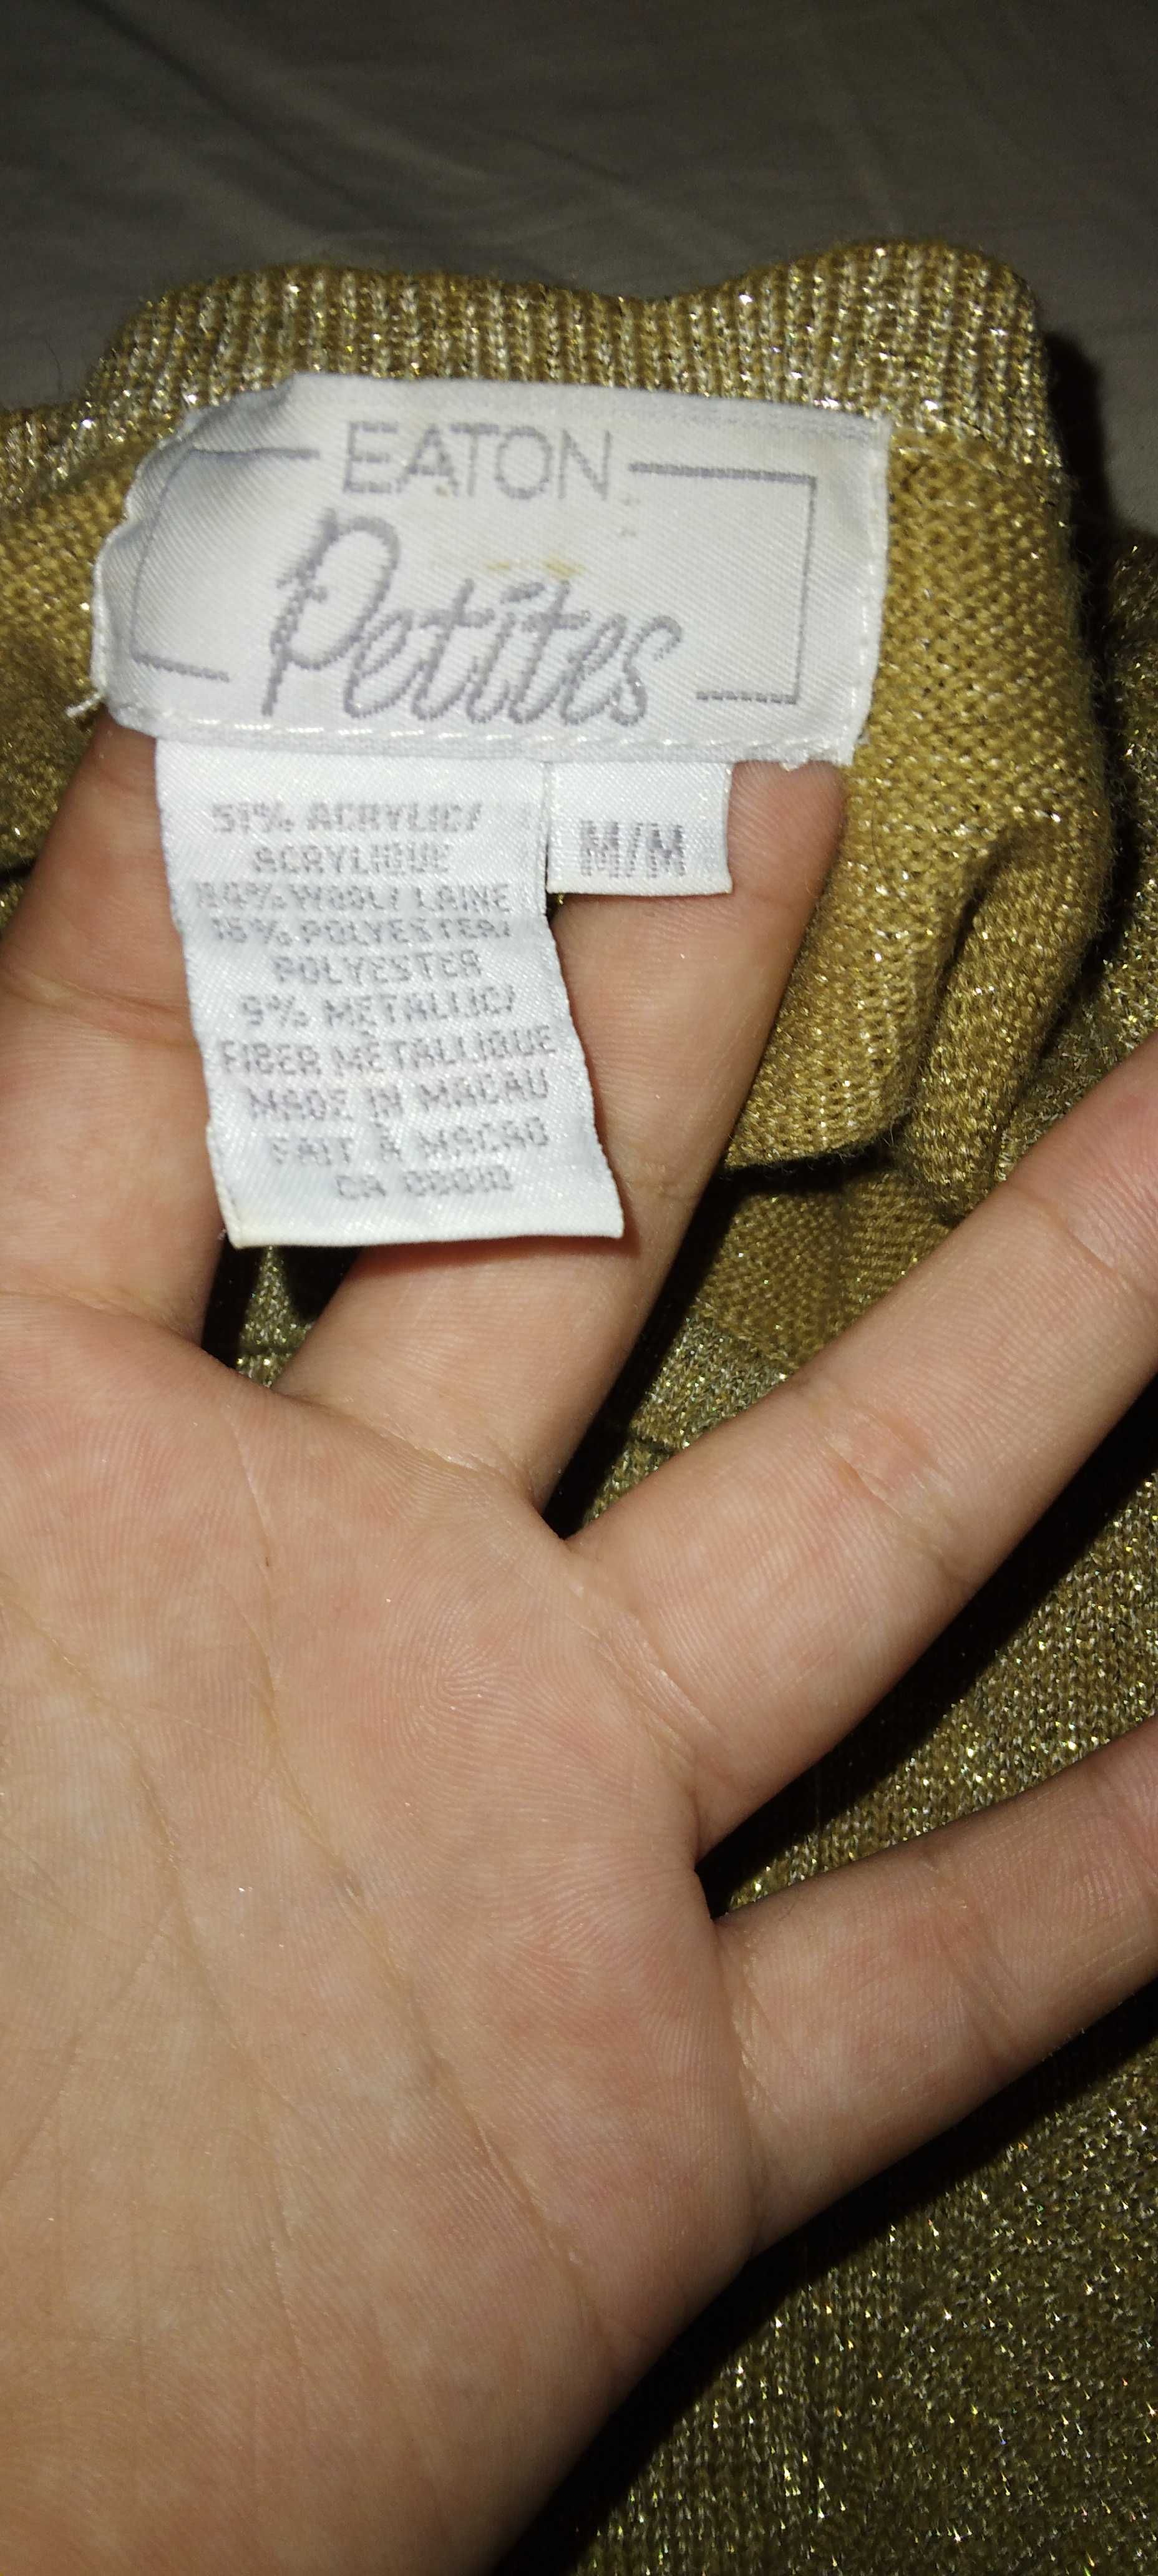 EATON
Petites
M/M
51% ACRYLIC/
ACRYLIQUE
WOOL/ LAINE
16% POLYESTER/
POLYESTER
9% METALLIC/
FIBER METALLIQUE
MADE IN MACAU
FAIT À MACAO
CA